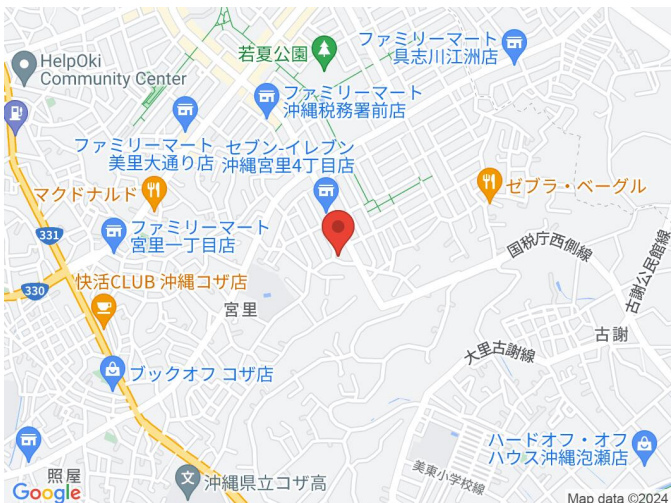 HelpOki
Community Center
若夏公園
ファミリーマート
具志川江洲店
ファミリーマート
沖縄税務署前店
ファミリーマート
美里大通り店
セブン-イレブン
沖縄宮里4丁目店
マクドナルド
ゼブラ・ベーグル
ファミリーマート
宮里一丁目店
331
330
快活CLUB 沖縄コザ店
宮里
国税庁西側線
古謝公民館線
古謝
大里古謝線
ブックオフ コザ店
ハードオフ・オフ
ハウス沖縄泡瀬店
美東小学校線
照屋
文
沖縄県立コザ高
Google
Map data ©2024